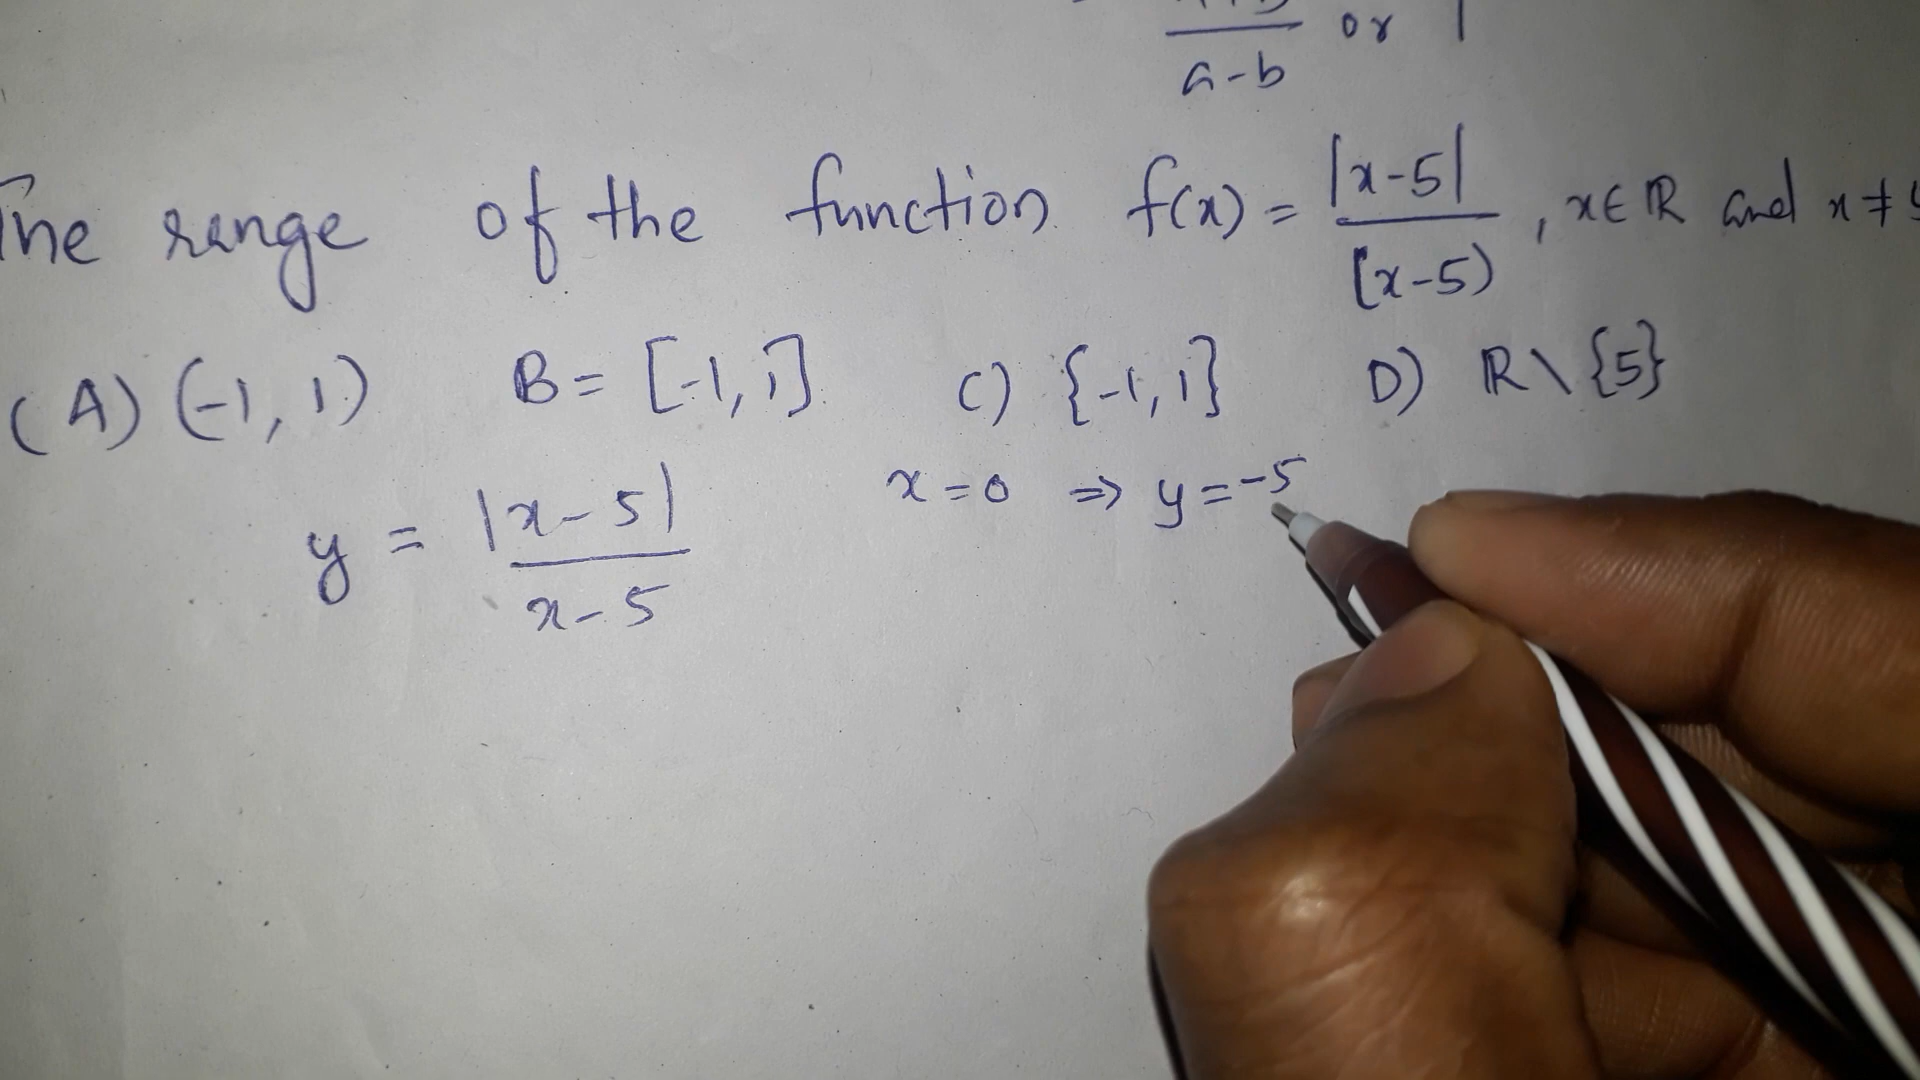 a-b or 1
The range of the function f(x) = |x-5| / (x-5) , x∈ℝ and x ≠
(A) (-1, 1) B = [-1, 1] C) {-1, 1} D) ℝ \ {5}
y = |x-5| / x-5 x = 0 ⇒ y = -5